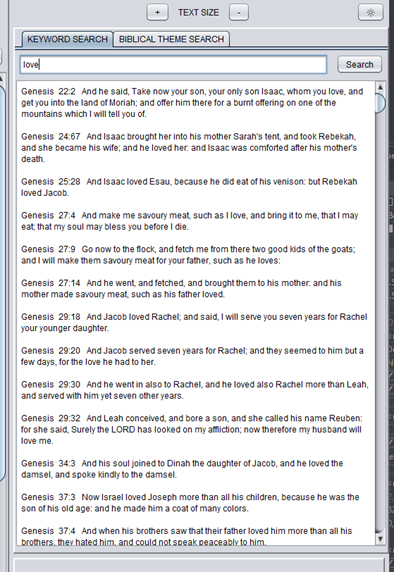 + TEXT SIZE -
KEYWORD SEARCH BIBLICAL THEME SEARCH
love Search
Genesis 22:2 And he said, Take now your son, your only son Isaac, whom you love, and
get you into the land of Moriah; and offer him there for a burnt offering on one of the
mountains which I will tell you of.
Genesis 24:67 And Isaac brought her into his mother Sarah's tent, and took Rebekah,
and she became his wife; and he loved her: and Isaac was comforted after his mother's
death.
Genesis 25:28 And Isaac loved Esau, because he did eat of his venison: but Rebekah
loved Jacob.
Genesis 27:4 And make me savoury meat, such as I love, and bring it to me, that I may
eat; that my soul may bless you before I die.
Genesis 27:9 Go now to the flock, and fetch me from there two good kids of the goats;
and I will make them savoury meat for your father, such as he loves:
Genesis 27:14 And he went, and fetched, and brought them to his mother: and his
mother made savoury meat, such as his father loved.
Genesis 29:18 And Jacob loved Rachel; and said, I will serve you seven years for Rachel
your younger daughter.
Genesis 29:20 And Jacob served seven years for Rachel; and they seemed to him but a
few days, for the love he had to her.
Genesis 29:30 And he went in also to Rachel, and he loved also Rachel more than Leah,
and served with him yet seven other years.
Genesis 29:32 And Leah conceived, and bore a son, and she called his name Reuben:
for she said, Surely the LORD has looked on my affliction; now therefore my husband will
love me.
Genesis 34:3 And his soul joined to Dinah the daughter of Jacob, and he loved the
damsel, and spoke kindly to the damsel.
Genesis 37:3 Now Israel loved Joseph more than all his children, because he was the
son of his old age: and he made him a coat of many colors.
Genesis 37:4 And when his brothers saw that their father loved him more than all his
brothers, they hated him, and could not speak peaceably to him.